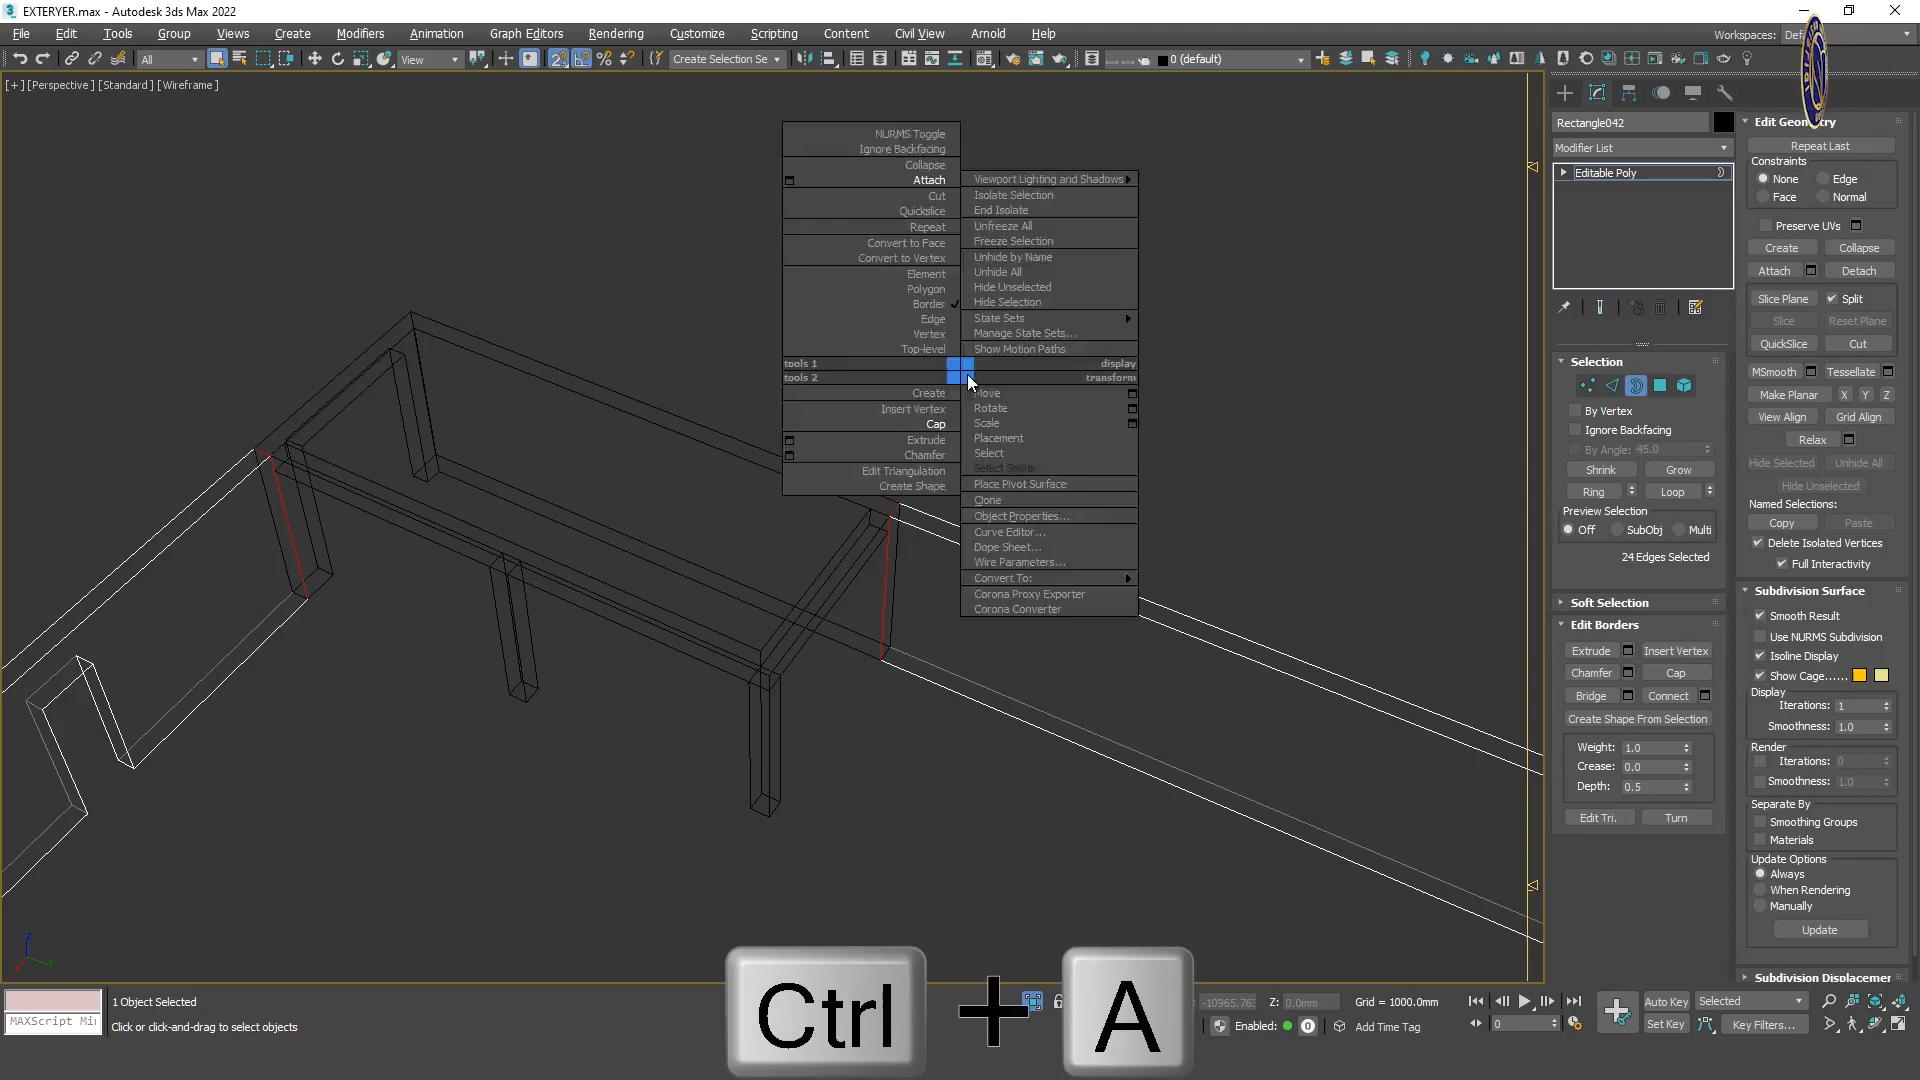 EXTERYER.max - Autodesk 3ds Max 2022
File Edit Tools Group Views Create Modifiers Animation Graph Editors Rendering Customize Scripting Content Civil View Arnold Help
Workspaces:
All View Create Selection Se 0 (default)
[+] [Perspective] [Standard] [Wireframe]
NURMS Toggle
Ignore Backfacing
Collapse
Attach
Cut
Quickslice
Repeat
Convert to Face
Convert to Vertex
Element
Polygon
Border
Edge
Vertex
Top-level
tools 1
tools 2
Create
Insert Vertex
Cap
Extrude
Chamfer
Edit Triangulation
Create Shape
Viewport Lighting and Shadows
Isolate Selection
End Isolate
Unfreeze All
Freeze Selection
Unhide by Name
Unhide All
Hide Unselected
Hide Selection
State Sets
Manage State Sets...
Show Motion Paths
display
transform
Move
Rotate
Scale
Placement
Select
Select Similar
Place Pivot Surface
Clone
Object Properties...
Curve Editor...
Dope Sheet...
Wire Parameters...
Convert To:
Corona Proxy Exporter
Corona Converter
Rectangle042
Modifier List
Editable Poly
Selection
By Vertex
Ignore Backfacing
By Angle: 45.0
Shrink Grow
Ring Loop
Preview Selection
Off SubObj Multi
24 Edges Selected
Soft Selection
Edit Borders
Extrude Insert Vertex
Chamfer Cap
Bridge Connect
Create Shape From Selection
Weight: 1.0
Crease: 0.0
Depth: 0.5
Edit Tri. Turn
Edit Geometry
Repeat Last
Constraints
None Edge
Face Normal
Preserve UVs
Create Collapse
Attach Detach
Slice Plane Split
Slice Reset Plane
QuickSlice Cut
MSmooth Tessellate
Make Planar X Y Z
View Align Grid Align
Relax
Hide Selected Unhide All
Hide Unselected
Named Selections:
Copy Paste
Delete Isolated Vertices
Full Interactivity
Subdivision Surface
Smooth Result
Use NURMS Subdivision
Isoline Display
Show Cage......
Display
Iterations: 1
Smoothness: 1.0
Render
Iterations: 0
Smoothness: 1.0
Separate By
Smoothing Groups
Materials
Update Options
Always
When Rendering
Manually
Update
Subdivision Displacemer
z
y
x
Ctrl + A
1 Object Selected
Click or click-and-drag to select objects
MAXScript Mi
-10965.763 Z: 0.0mm Grid = 1000.0mm
Enabled: 0 Add Time Tag
0
Auto Key Selected
Set Key Key Filters...